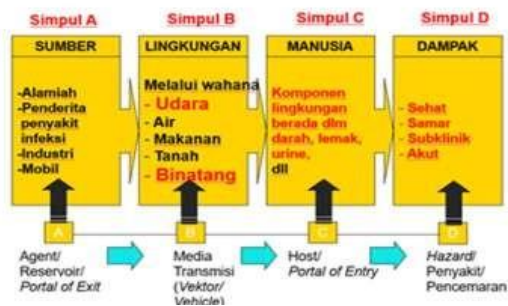 Simpul A
Simpul B
Simpul C
Simpul D
SUMBER
-Alamiah
-Penderita
penyakit
infeksi
-Industri
-Mobil
LINGKUNGAN
Melalui wahana
- Udara
- Air
- Makanan
- Tanah
- Binatang
MANUSIA
Komponen
lingkungan
berada dlm
darah, lemak,
urine,
dll
DAMPAK
- Sehat
- Samar
- Subklinik
- Akut
A
B
C
D
Agent/
Reservoir/
Portal of Exit
Media
Transmisi
(Vektor/
Vehicle)
Host/
Portal of Entry
Hazard/
Penyakit/
Pencemaran